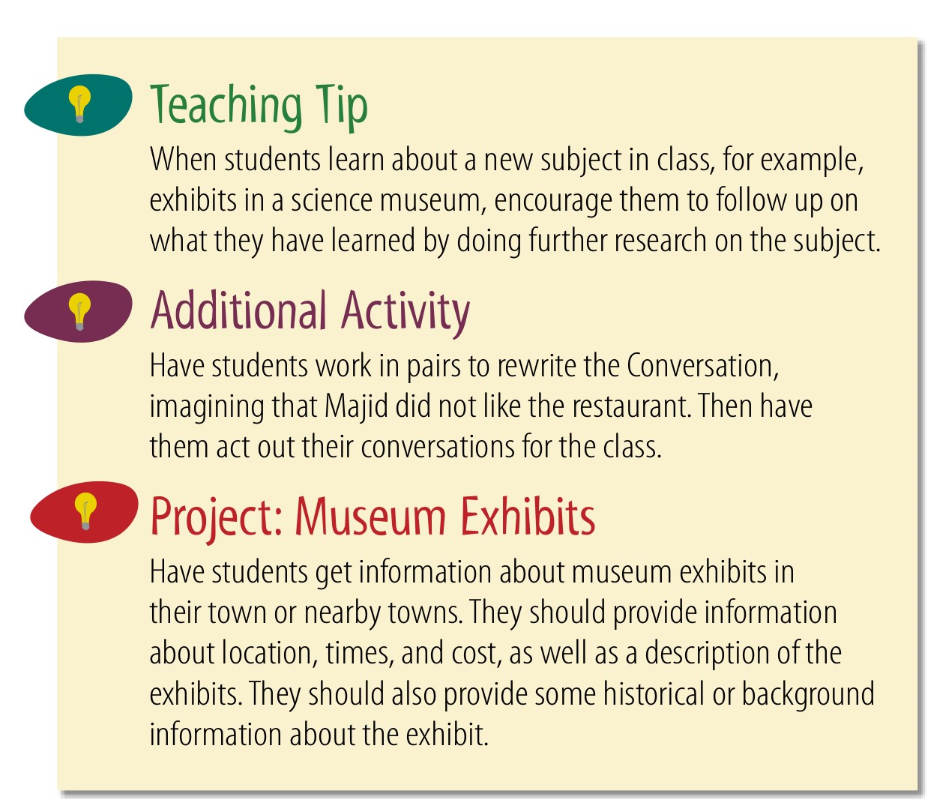 Teaching Tip
When students learn about a new subject in class, for example,
exhibits in a science museum, encourage them to follow up on
what they have learned by doing further research on the subject.
Additional Activity
Have students work in pairs to rewrite the Conversation,
imagining that Majid did not like the restaurant. Then have
them act out their conversations for the class.
Project: Museum Exhibits
Have students get information about museum exhibits in
their town or nearby towns. They should provide information
about location, times, and cost, as well as a description of the
exhibits. They should also provide some historical or background
information about the exhibit.